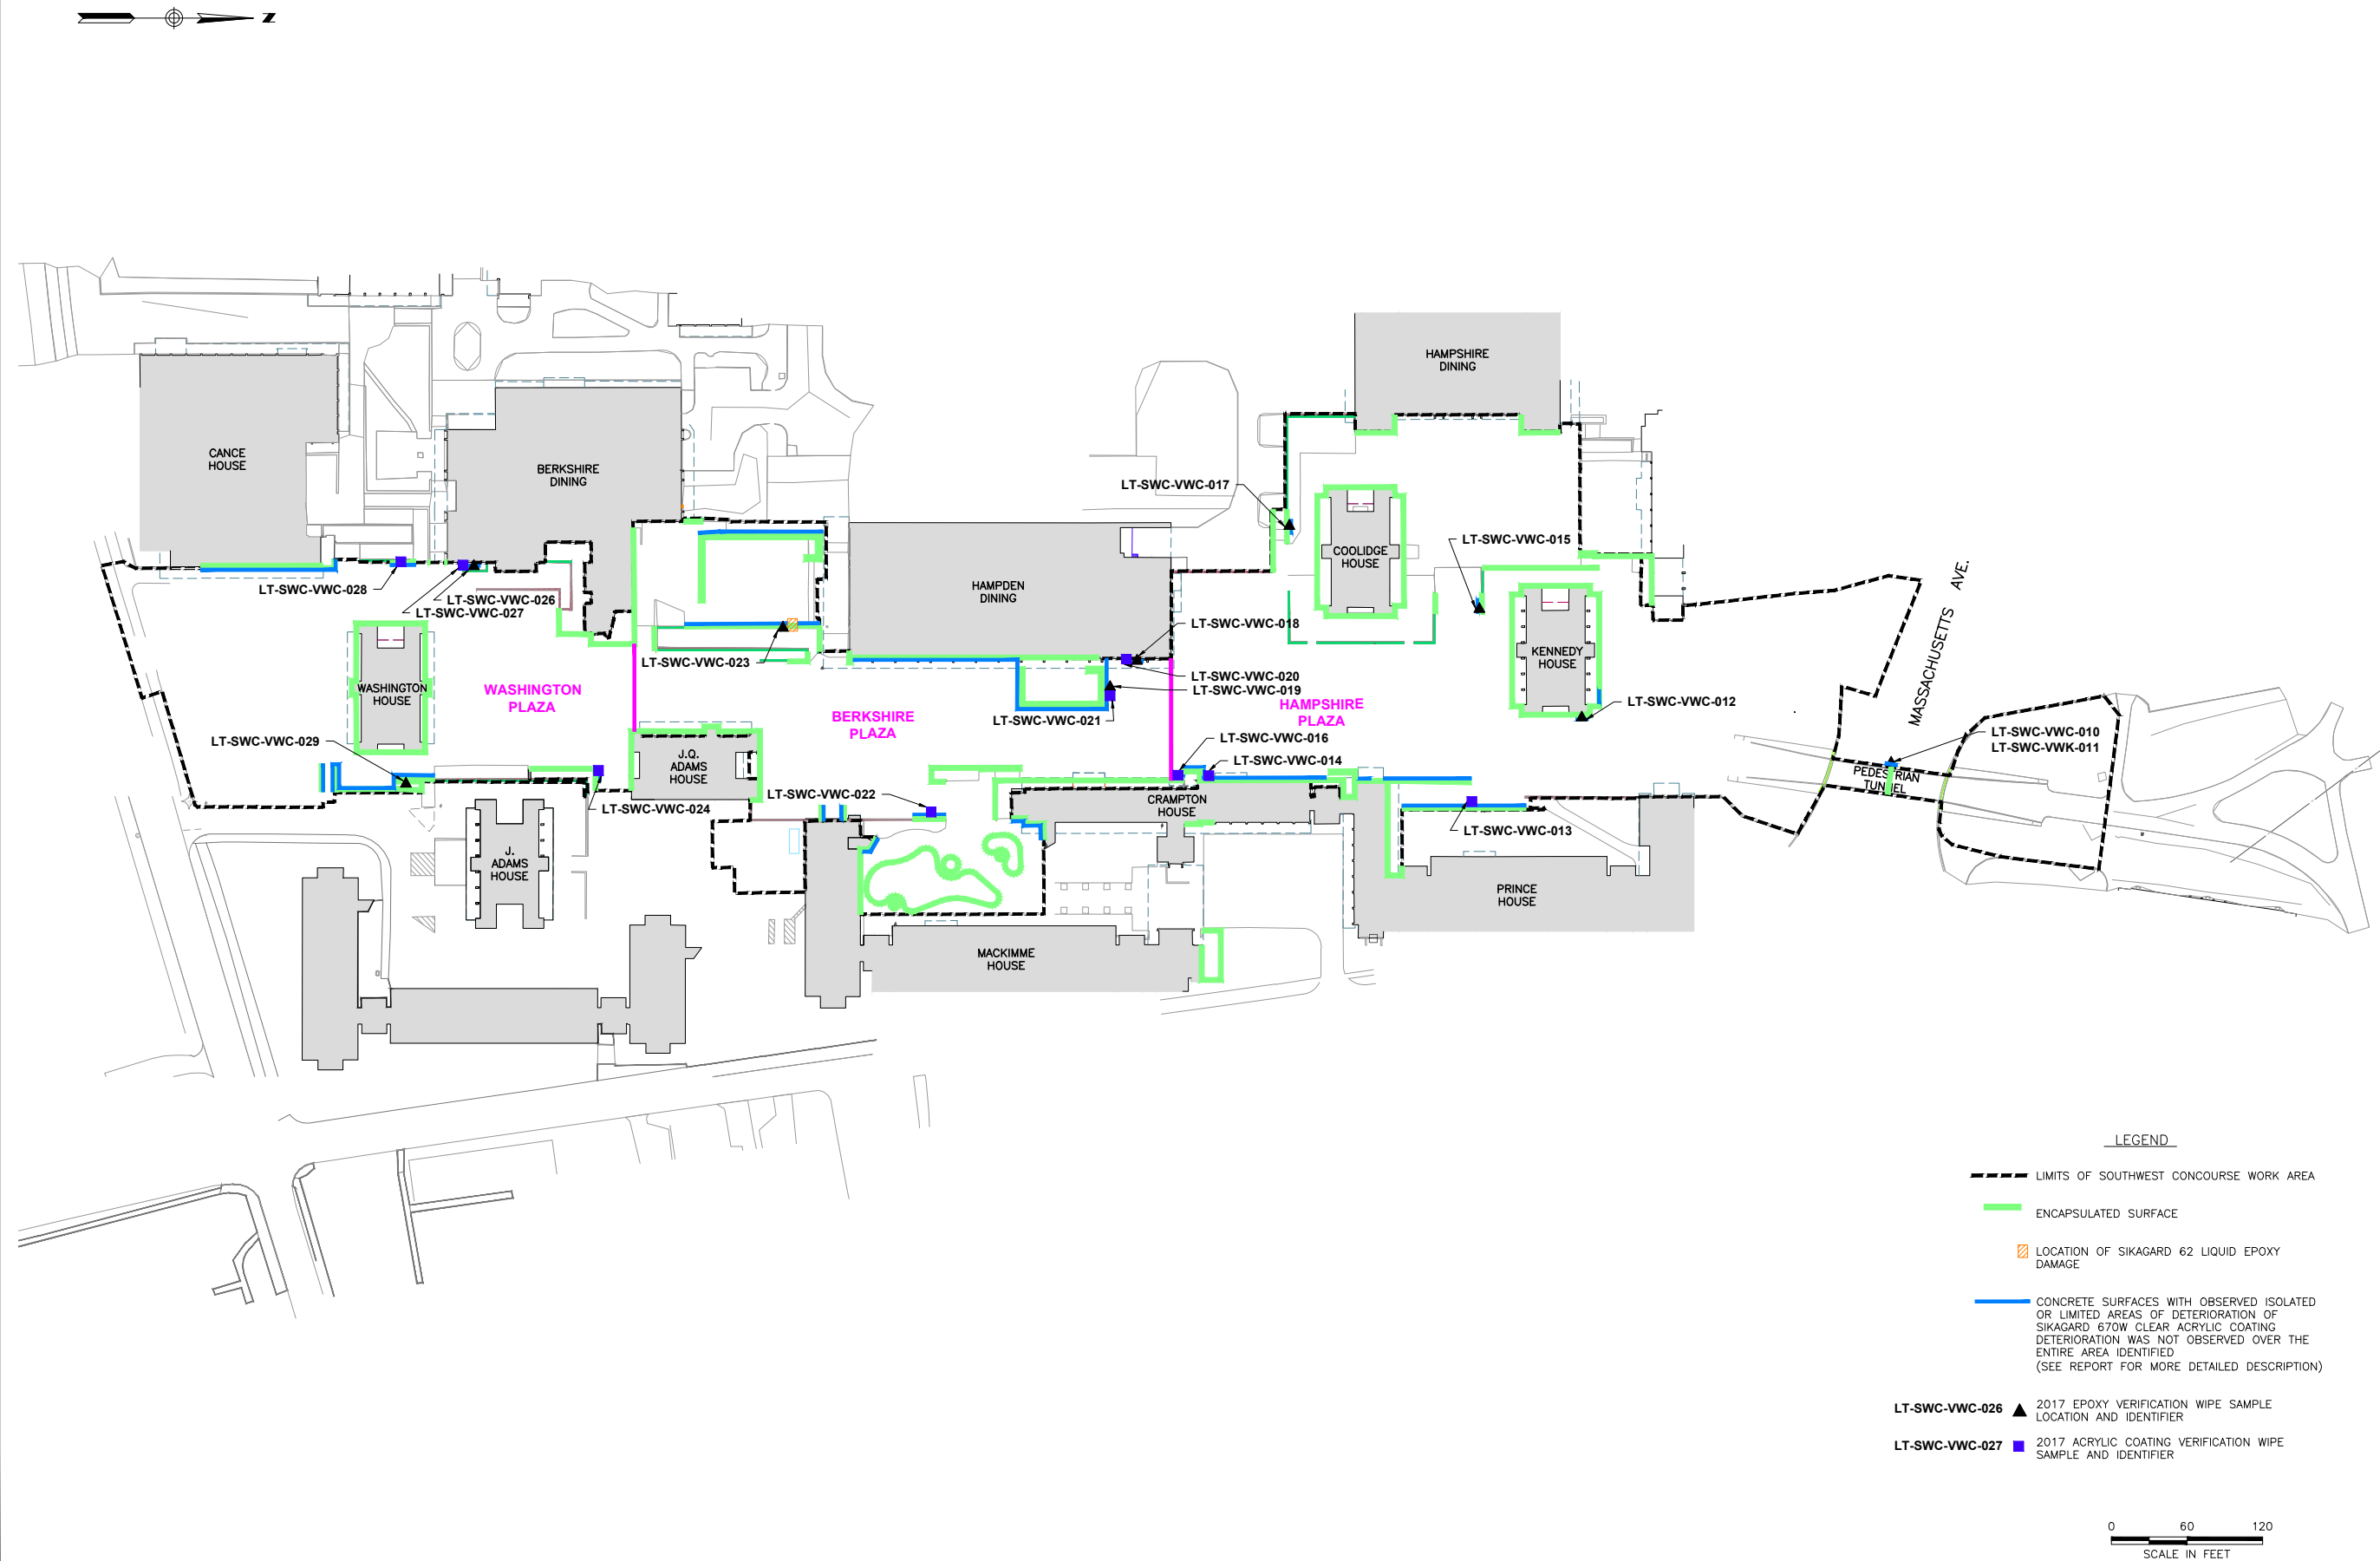 Z
HAMPSHIRE
DINING
CANCE
HOUSE
BERKSHIRE
DINING
LT-SWC-VWC-017
LT-SWC-VWC-015
COOLIDGE
HOUSE
HAMPDEN
DINING
LT-SWC-VWC-028
LT-SWC-VWC-026
LT-SWC-VWC-027
LT-SWC-VWC-018
LT-SWC-VWC-023
KENNEDY
HOUSE
MASSACHUSETTS AVE.
LT-SWC-VWC-020
LT-SWC-VWC-019
WASHINGTON
HOUSE
WASHINGTON
PLAZA
BERKSHIRE
PLAZA
LT-SWC-VWC-021
HAMPSHIRE
PLAZA
LT-SWC-VWC-012
LT-SWC-VWC-029
LT-SWC-VWC-016
LT-SWC-VWC-010
LT-SWC-VWK-011
J.Q.
ADAMS
HOUSE
LT-SWC-VWC-014
PEDESTRIAN
TUNNEL
LT-SWC-VWC-022
LT-SWC-VWC-024
CRAMPTON
HOUSE
LT-SWC-VWC-013
J.
ADAMS
HOUSE
PRINCE
HOUSE
MACKIMME
HOUSE
LEGEND
LIMITS OF SOUTHWEST CONCOURSE WORK AREA
ENCAPSULATED SURFACE
LOCATION OF SIKAGARD 62 LIQUID EPOXY
DAMAGE
CONCRETE SURFACES WITH OBSERVED ISOLATED
OR LIMITED AREAS OF DETERIORATION OF
SIKAGARD 670W CLEAR ACRYLIC COATING
DETERIORATION WAS NOT OBSERVED OVER THE
ENTIRE AREA IDENTIFIED
(SEE REPORT FOR MORE DETAILED DESCRIPTION)
LT-SWC-VWC-026 2017 EPOXY VERIFICATION WIPE SAMPLE
LOCATION AND IDENTIFIER
LT-SWC-VWC-027 2017 ACRYLIC COATING VERIFICATION WIPE
SAMPLE AND IDENTIFIER
0 60 120
SCALE IN FEET